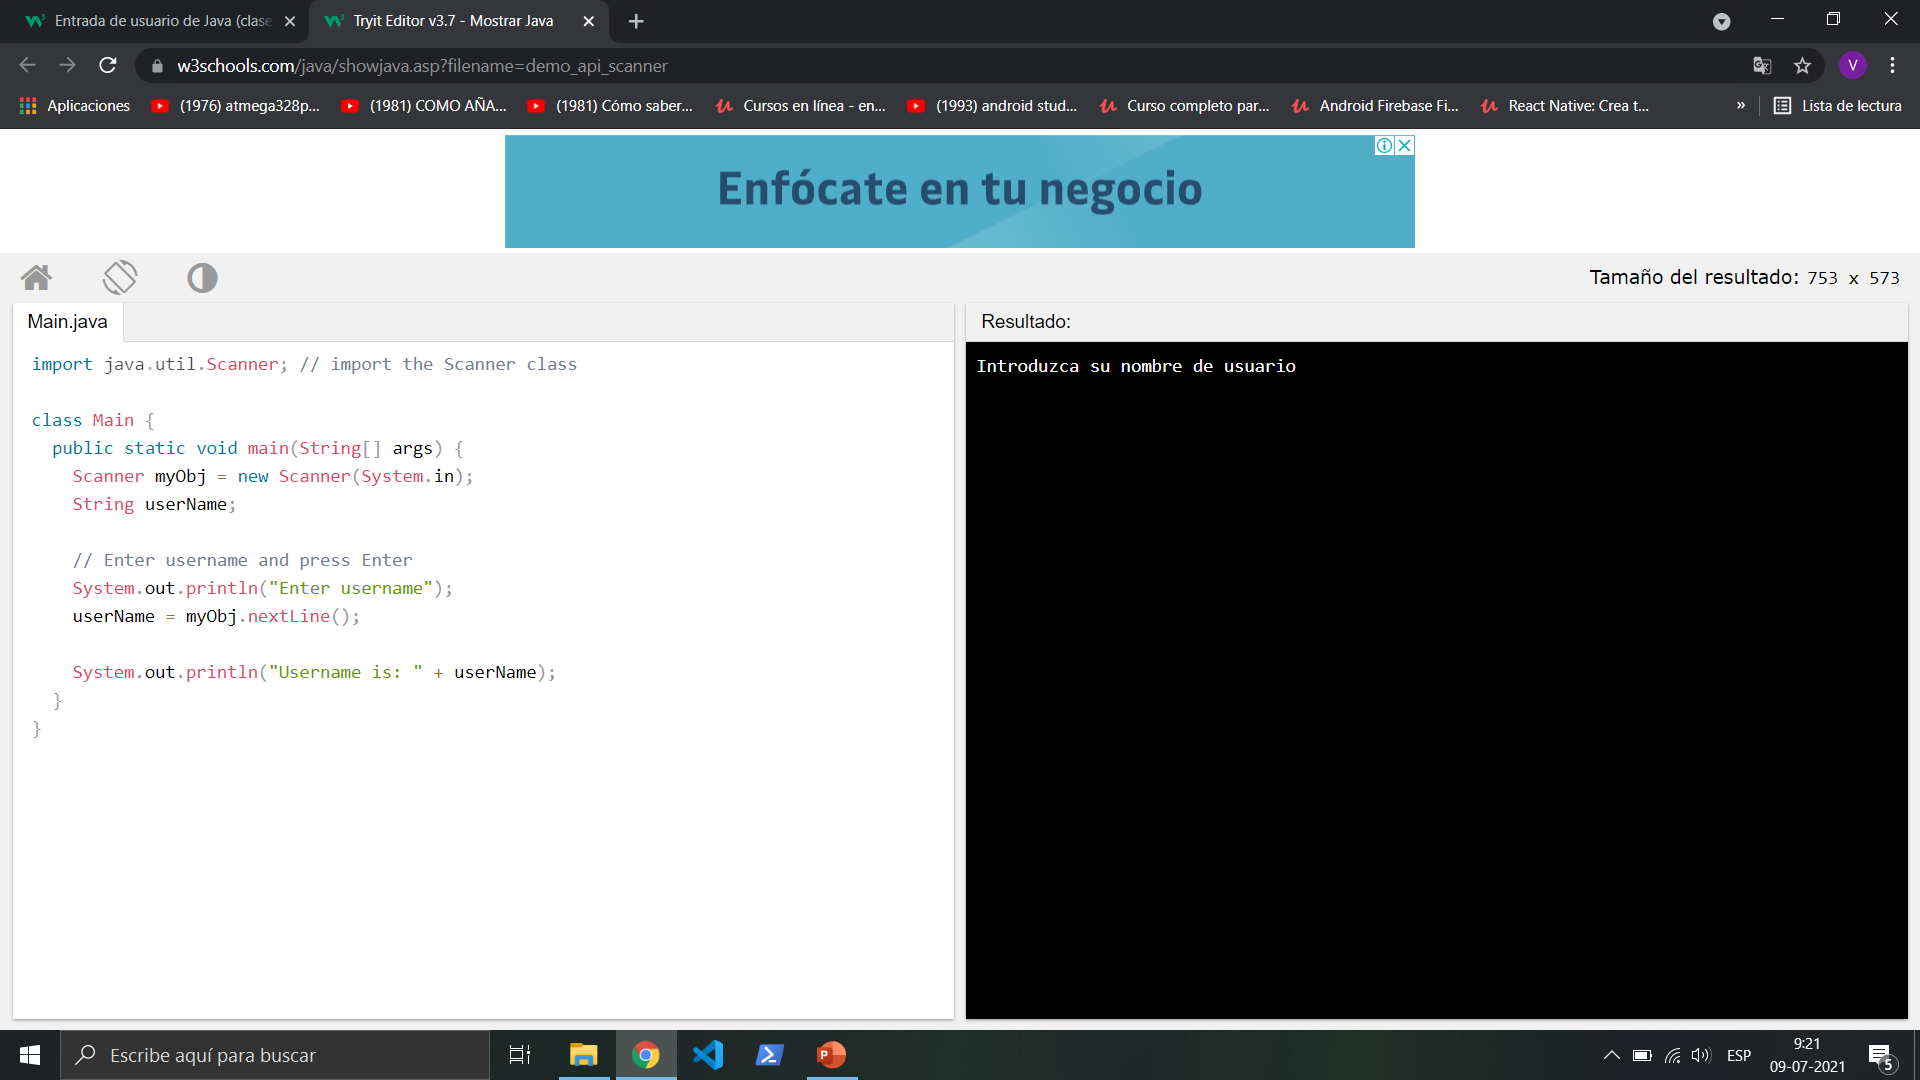 Entrada de usuario de Java (clase
Tryit Editor v3.7 - Mostrar Java
w3schools.com/java/showjava.asp?filename=demo_api_scanner
V
Aplicaciones
(1976) atmega328p...
(1981) COMO AÑA...
(1981) Cómo saber...
Cursos en línea - en...
(1993) android stud...
Curso completo par...
Android Firebase Fi...
React Native: Crea t...
»
Lista de lectura
Enfócate en tu negocio
Tamaño del resultado: 753 x 573
Main.java
import java.util.Scanner; // import the Scanner class
class Main {
public static void main(String[] args) {
Scanner myObj = new Scanner(System.in);
String userName;
// Enter username and press Enter
System.out.println("Enter username");
userName = myObj.nextLine();
System.out.println("Username is: " + userName);
}
}
Resultado:
Introduzca su nombre de usuario
Escribe aquí para buscar
ESP
9:21
09-07-2021
5